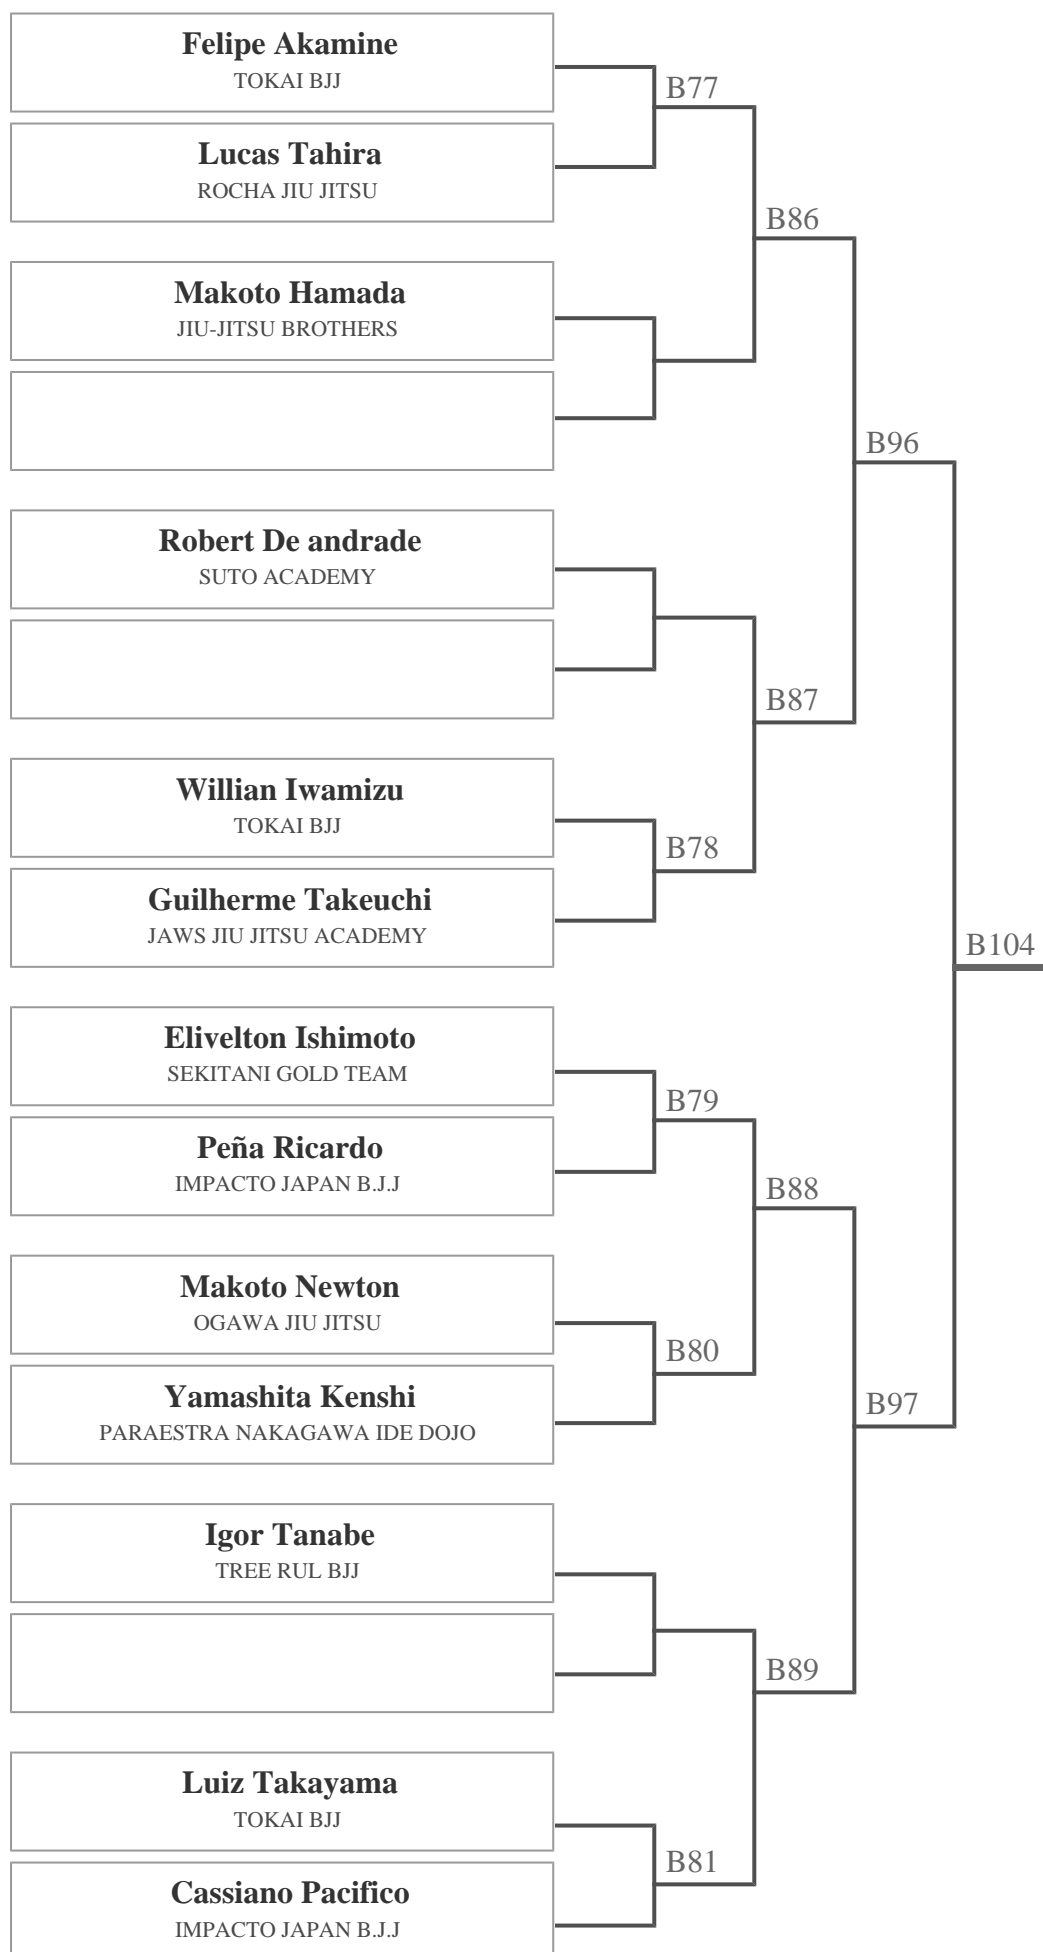 Felipe Akamine
TOKAI BJJ
B77
Lucas Tahira
ROCHA JIU JITSU
B86
Makoto Hamada
JIU-JITSU BROTHERS
B96
Robert De andrade
SUTO ACADEMY
B87
Willian Iwamizu
TOKAI BJJ
B78
Guilherme Takeuchi
JAWS JIU JITSU ACADEMY
B104
Elivelton Ishimoto
SEKITANI GOLD TEAM
B79
Peña Ricardo
IMPACTO JAPAN B.J.J
B88
Makoto Newton
OGAWA JIU JITSU
B80
Yamashita Kenshi
PARAESTRA NAKAGAWA IDE DOJO
B97
Igor Tanabe
TREE RUL BJJ
B89
Luiz Takayama
TOKAI BJJ
B81
Cassiano Pacifico
IMPACTO JAPAN B.J.J